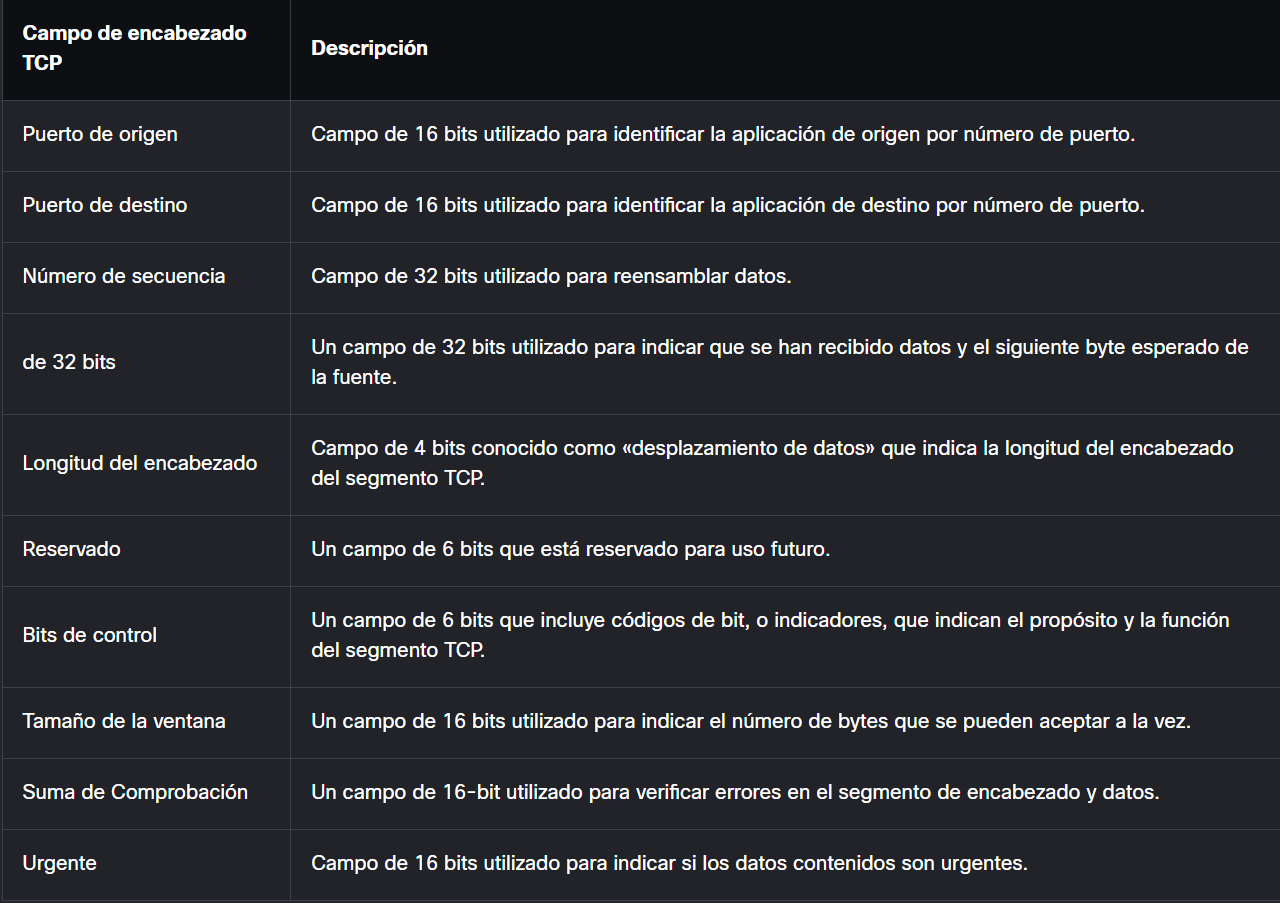 Campo de encabezado
TCP
Descripción
Puerto de origen
Campo de 16 bits utilizado para identificar la aplicación de origen por número de puerto.
Puerto de destino
Campo de 16 bits utilizado para identificar la aplicación de destino por número de puerto.
Número de secuencia
Campo de 32 bits utilizado para reensamblar datos.
de 32 bits
Un campo de 32 bits utilizado para indicar que se han recibido datos y el siguiente byte esperado de
la fuente.
Longitud del encabezado
Campo de 4 bits conocido como «desplazamiento de datos» que indica la longitud del encabezado
del segmento TCP.
Reservado
Un campo de 6 bits que está reservado para uso futuro.
Bits de control
Un campo de 6 bits que incluye códigos de bit, o indicadores, que indican el propósito y la función
del segmento TCP.
Tamaño de la ventana
Un campo de 16 bits utilizado para indicar el número de bytes que se pueden aceptar a la vez.
Suma de Comprobación
Un campo de 16-bit utilizado para verificar errores en el segmento de encabezado y datos.
Urgente
Campo de 16 bits utilizado para indicar si los datos contenidos son urgentes.